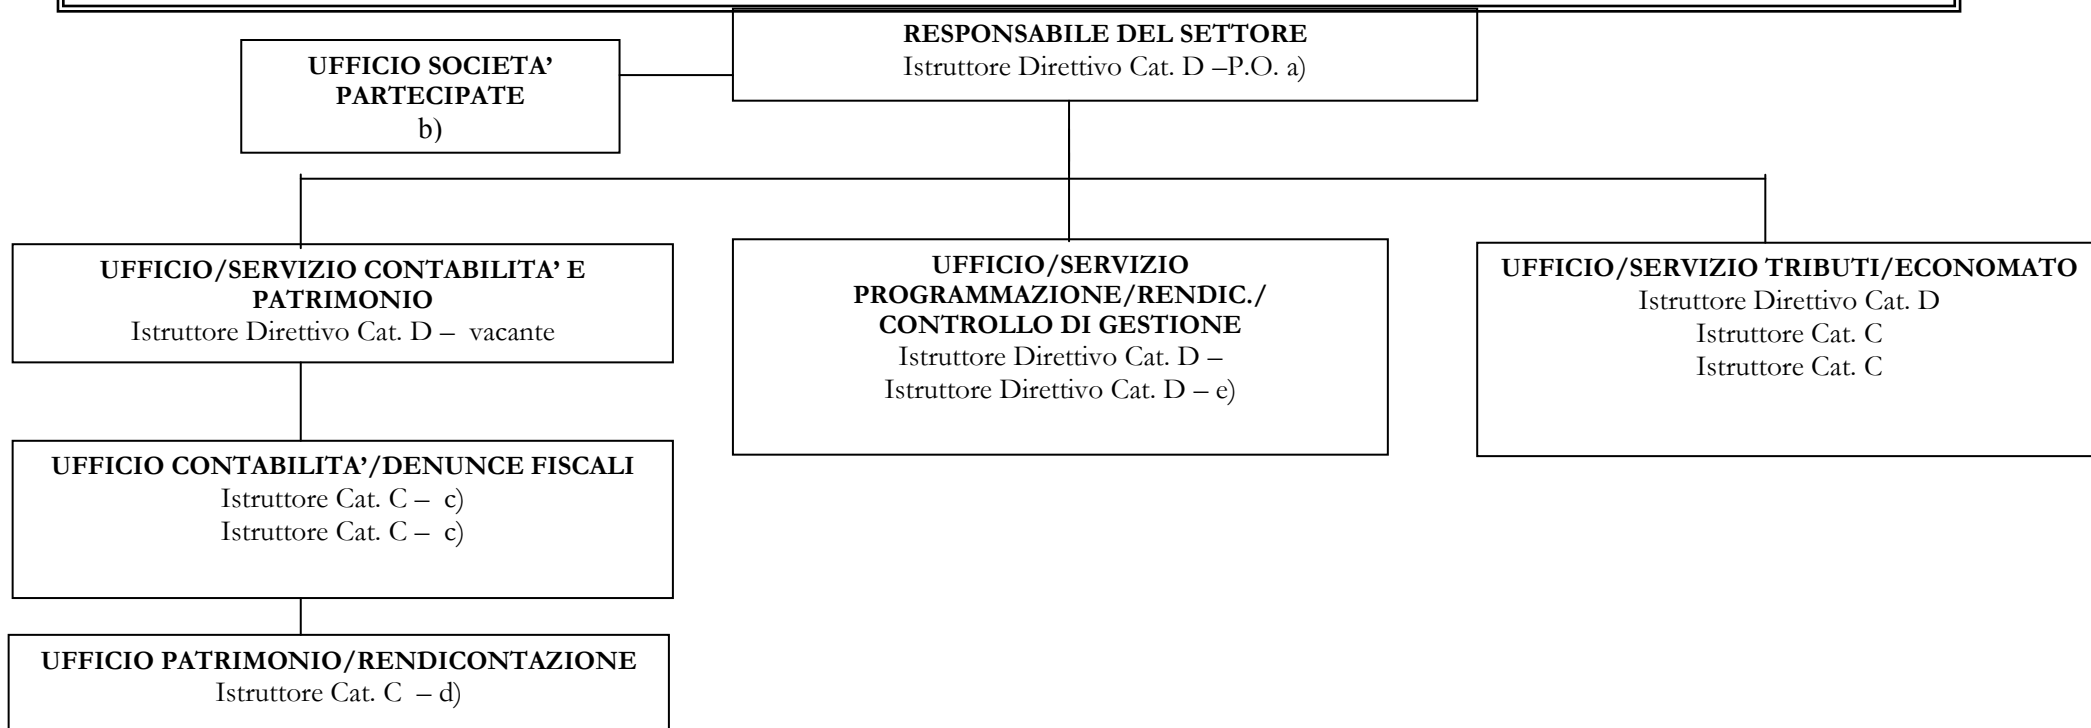 RESPONSABILE DEL SETTORE
Istruttore Direttivo Cat. D –P.O. a)
UFFICIO SOCIETA’
PARTECIPATE
b)
UFFICIO/SERVIZIO CONTABILITA’ E
PATRIMONIO
Istruttore Direttivo Cat. D – vacante
UFFICIO/SERVIZIO
PROGRAMMAZIONE/RENDIC./
CONTROLLO DI GESTIONE
Istruttore Direttivo Cat. D –
Istruttore Direttivo Cat. D – e)
UFFICIO/SERVIZIO TRIBUTI/ECONOMATO
Istruttore Direttivo Cat. D
Istruttore Cat. C
Istruttore Cat. C
UFFICIO CONTABILITA’/DENUNCE FISCALI
Istruttore Cat. C – c)
Istruttore Cat. C – c)
UFFICIO PATRIMONIO/RENDICONTAZIONE
Istruttore Cat. C – d)